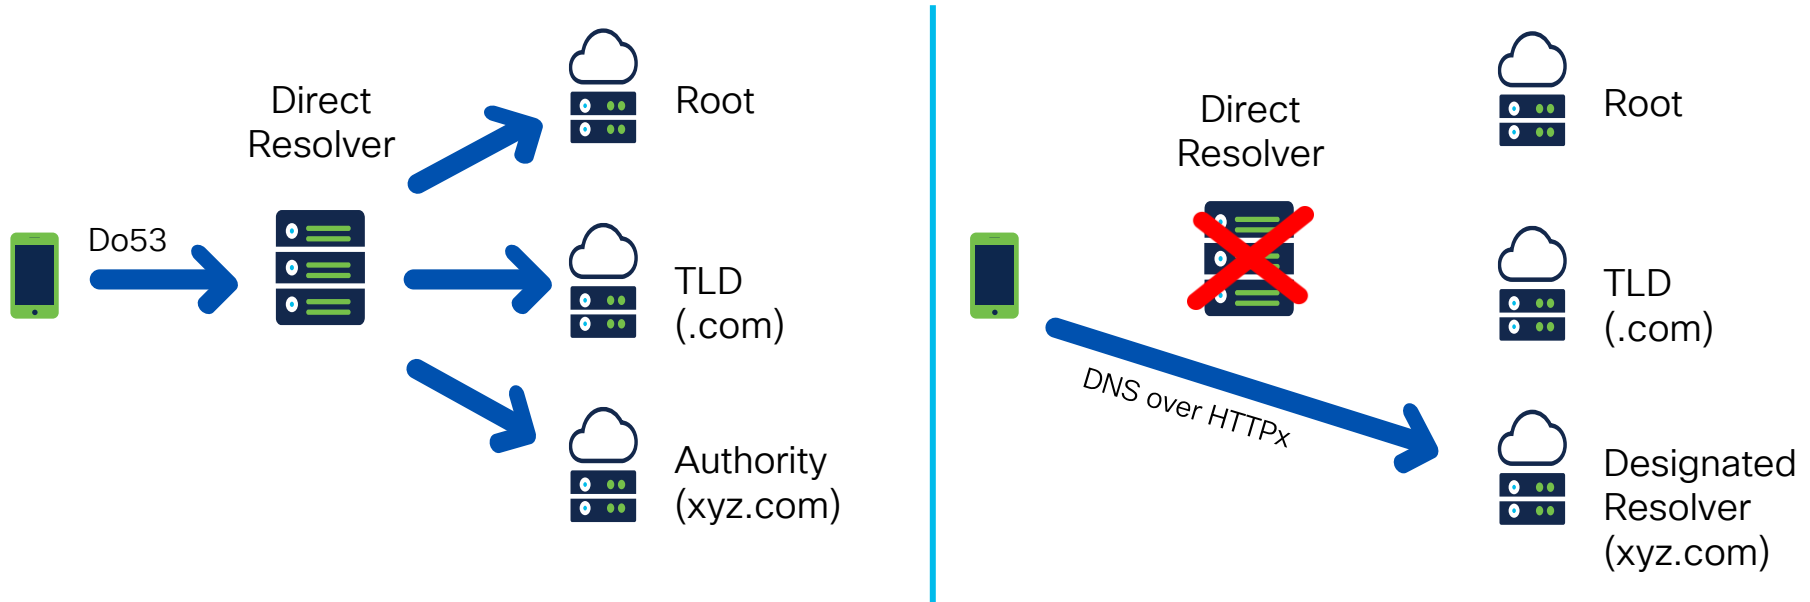 Direct
Resolver
Root
Do53
TLD
(.com)
Authority
(xyz.com)
Direct
Resolver
Root
TLD
(.com)
DNS over HTTPx
Designated
Resolver
(xyz.com)